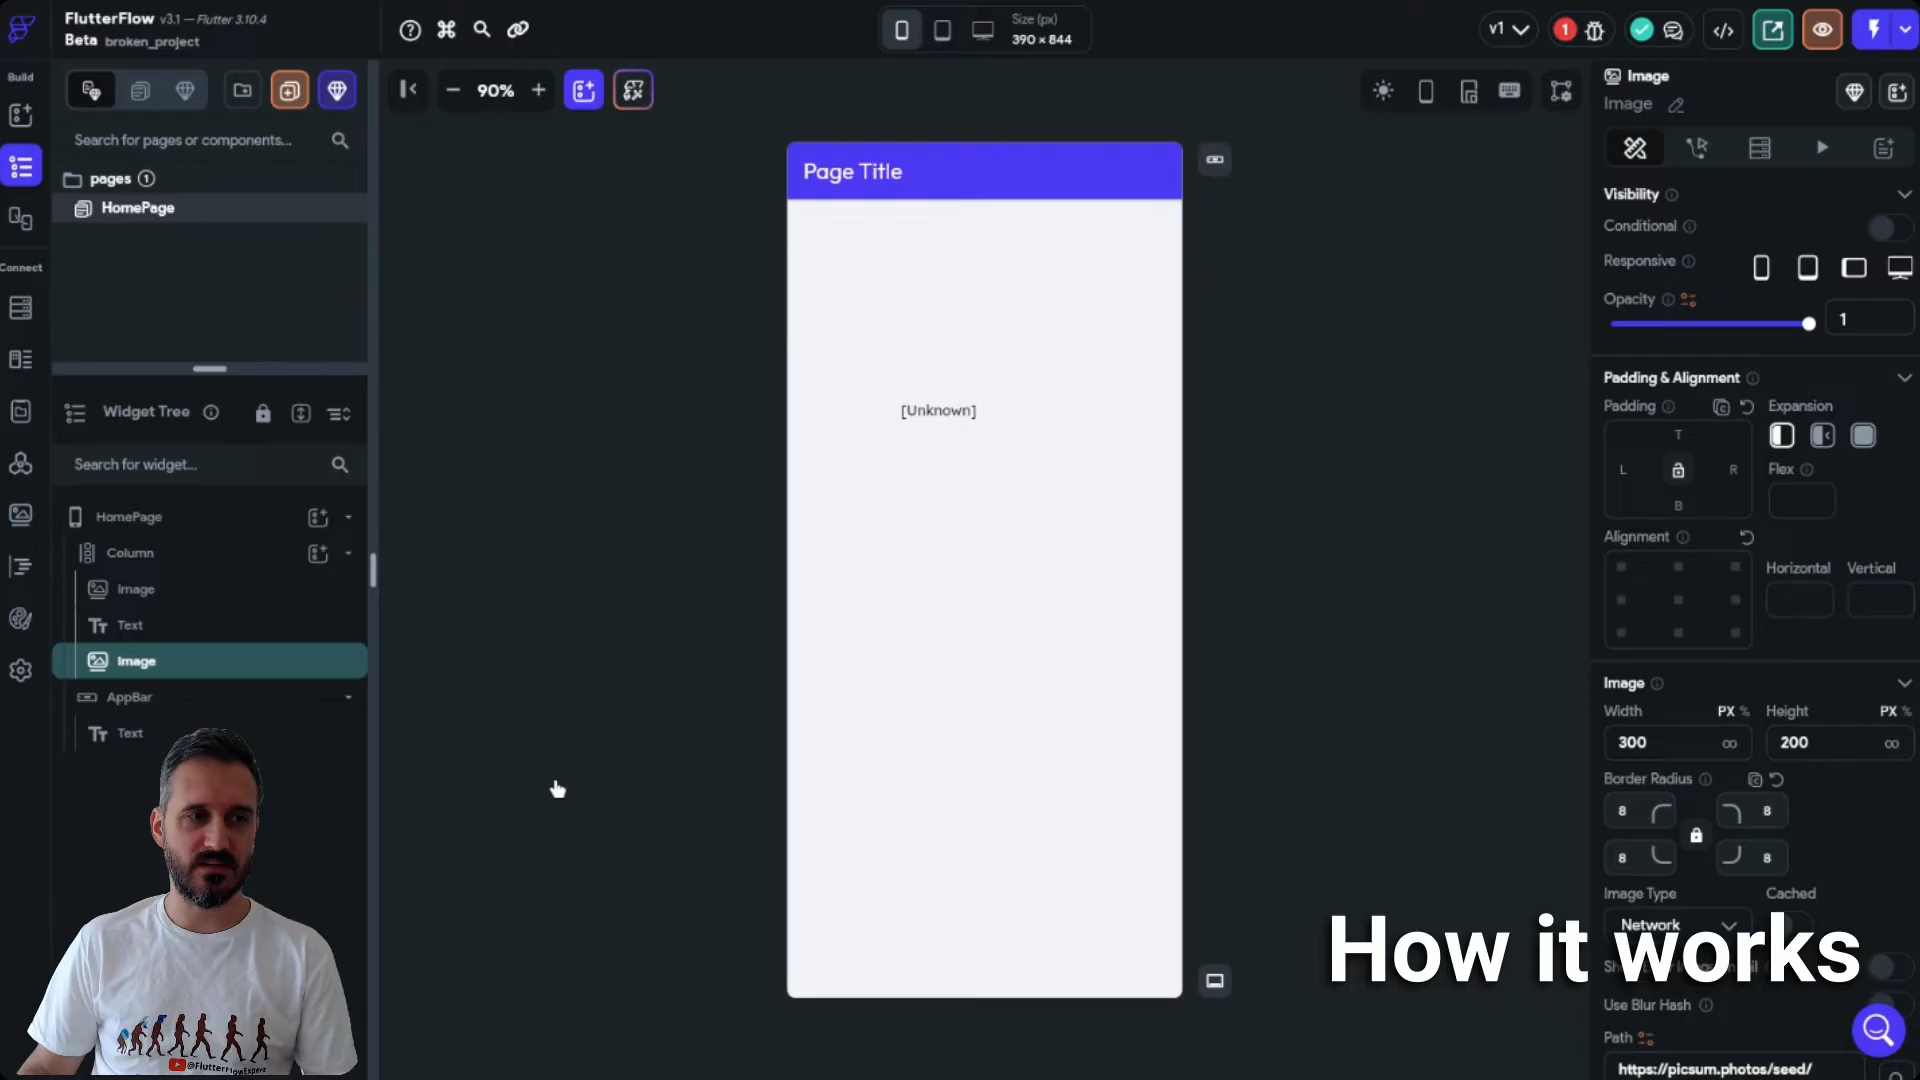 FlutterFlow v3.1 — Flutter 3.10.4
Beta broken_project
Size (px)
390 × 844
v1
1
Build
90%
Image
Image
Search for pages or components...
pages 1
HomePage
Page Title
Visibility
Conditional
Responsive
Opacity
1
Connect
Padding & Alignment
Padding
Expansion
T
L
R
B
Flex
Alignment
Horizontal Vertical
Widget Tree
Search for widget...
[Unknown]
HomePage
Column
Image
Text
Image
AppBar
Text
Image
Width PX % Height PX %
300 ∞ 200 ∞
Border Radius
8 8
8 8
Image Type Cached
Network
How it works
Use Blur Hash
Path
https://picsum.photos/seed/
@FlutterFlowExpert